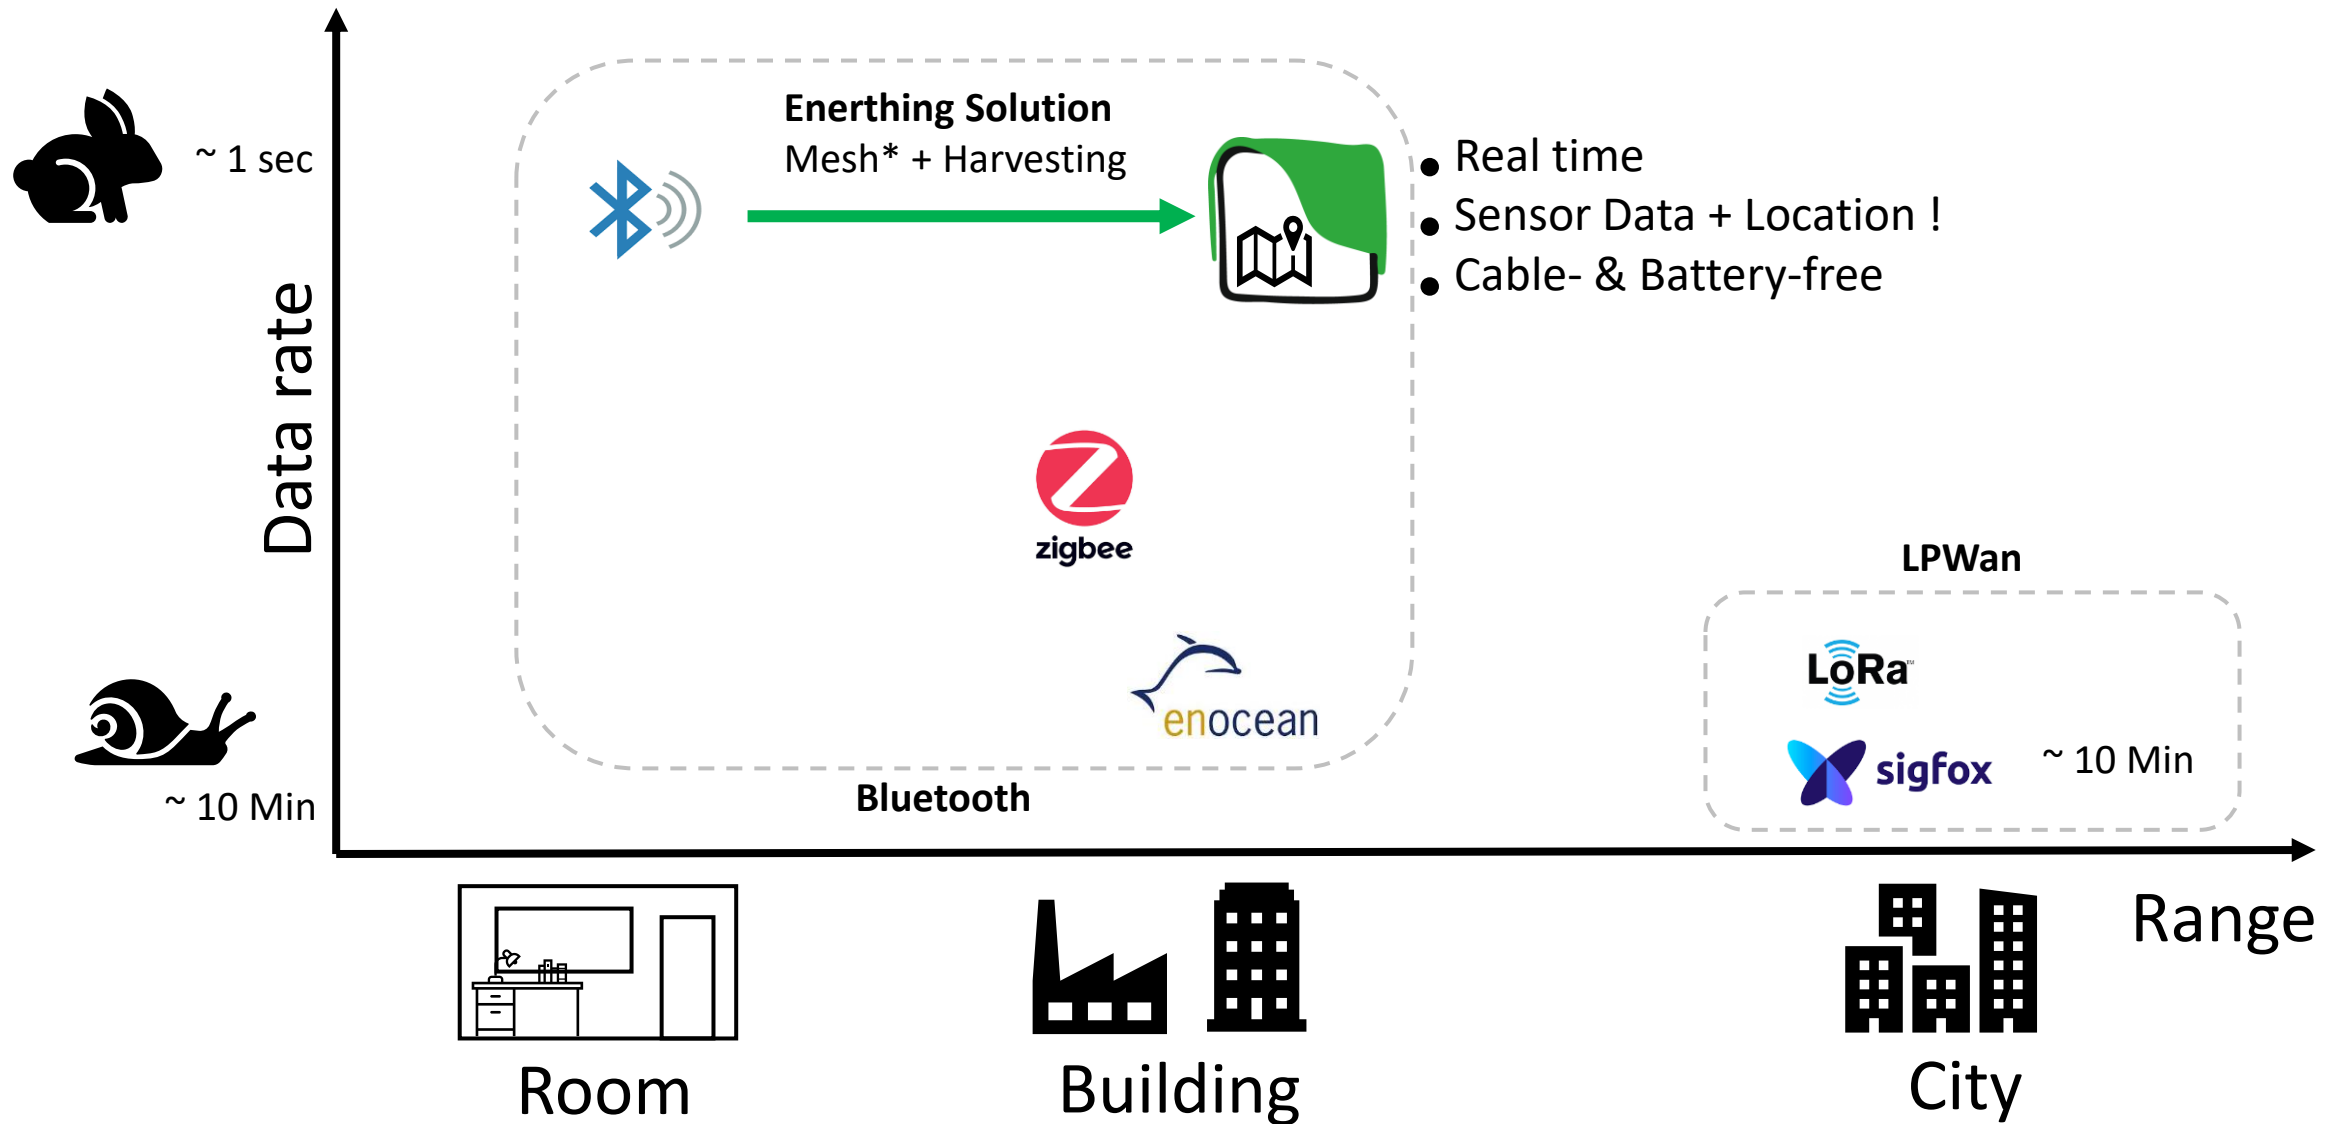 Enerthing Solution
Mesh* + Harvesting
~ 1 sec
• Real time
• Sensor Data + Location !
• Cable- & Battery-free
Data rate
zigbee
LPWan
LoRa™
enocean
sigfox
~ 10 Min
~ 10 Min
Bluetooth
Range
Room
Building
City